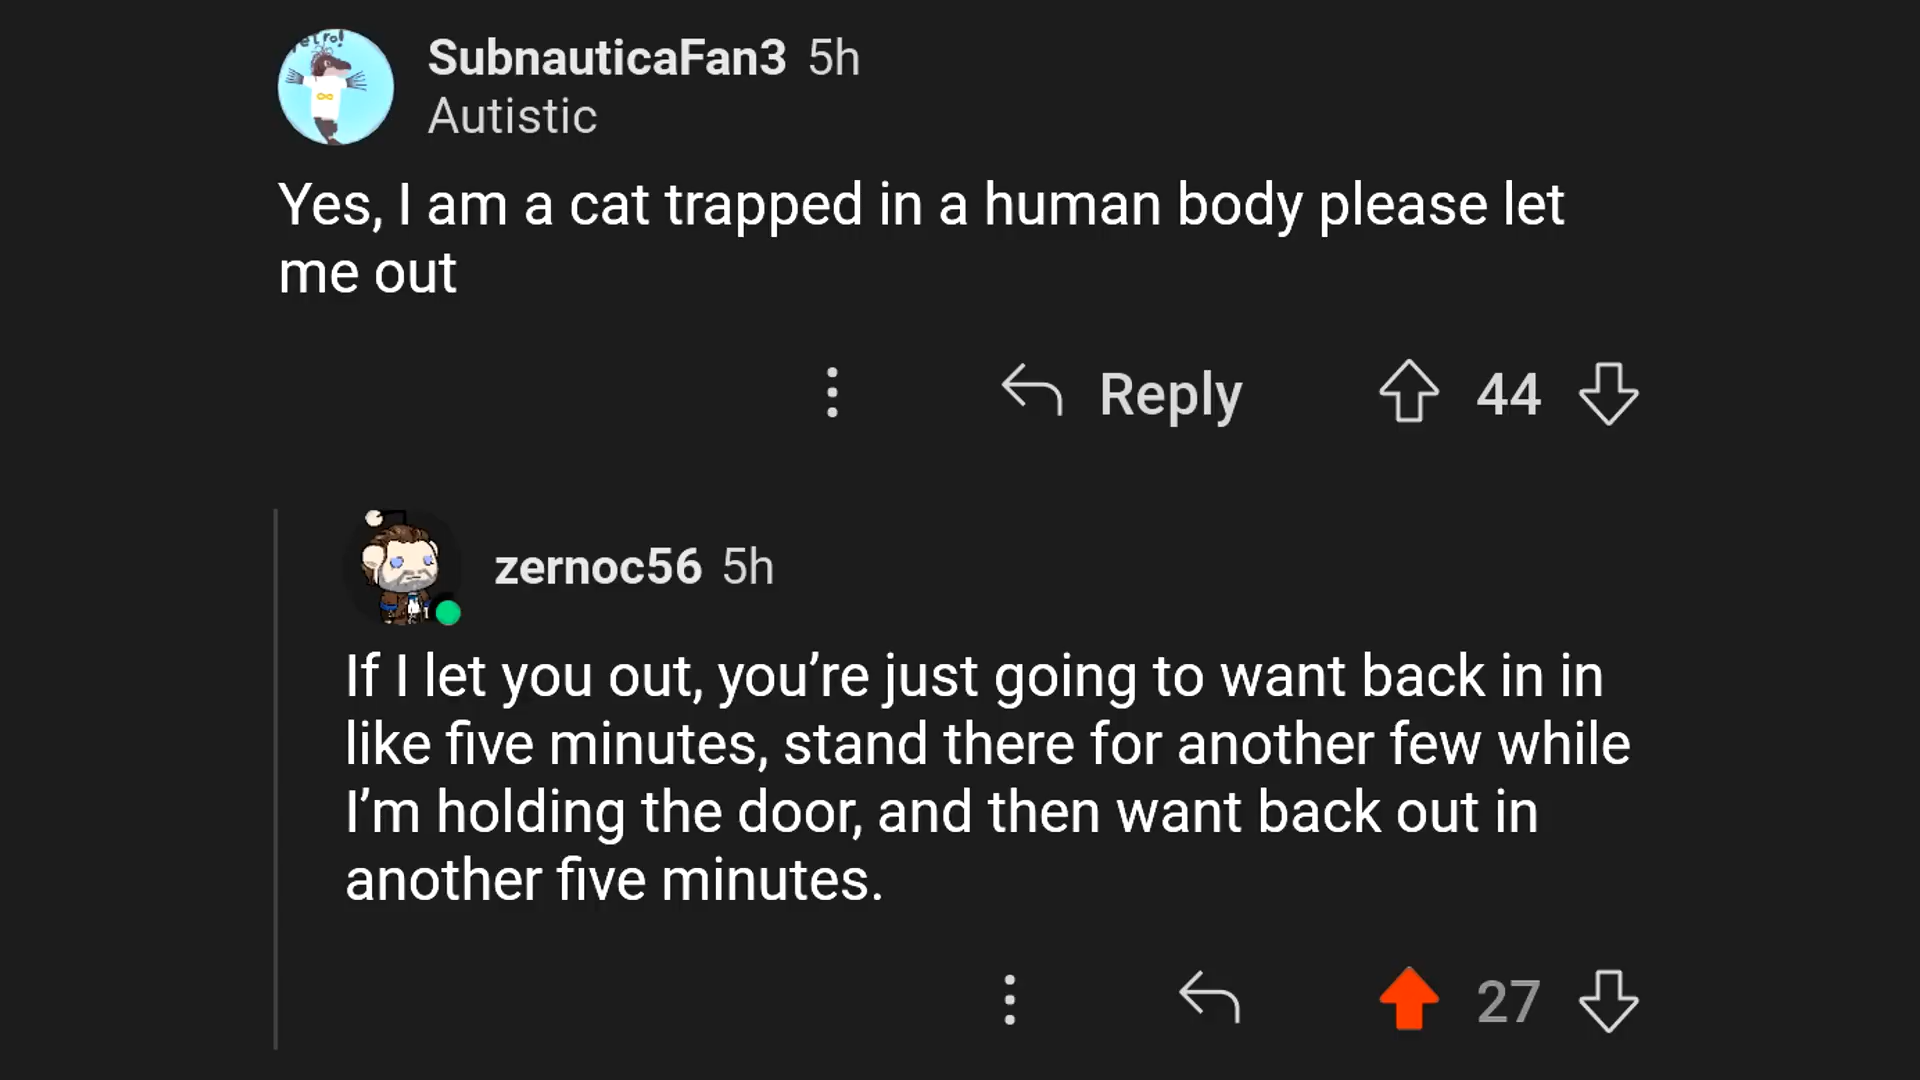 retro!
SubnauticaFan3 5h
Autistic
Yes, I am a cat trapped in a human body please let
me out
Reply 44
zernoc56 5h
If I let you out, you’re just going to want back in in
like five minutes, stand there for another few while
I’m holding the door, and then want back out in
another five minutes.
27